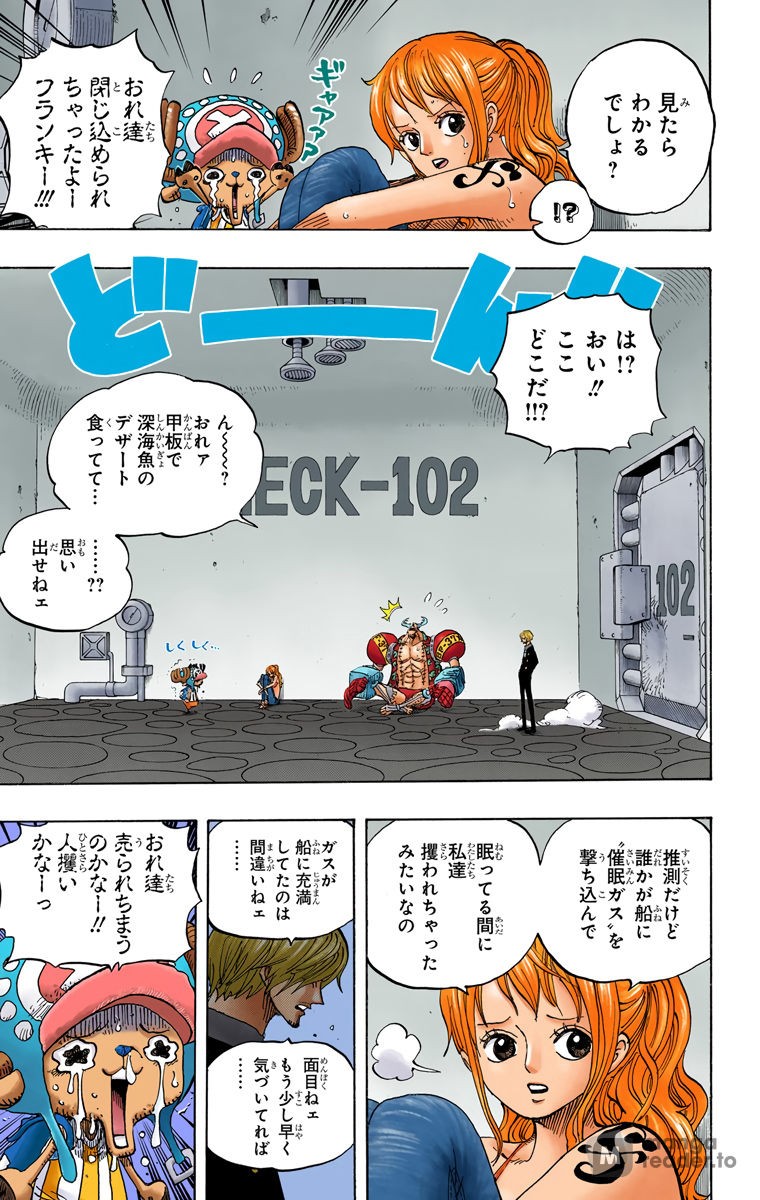 見たら
わかる
でしょ?
!?
ギャアアア
おれ達
閉じ込められ
ちゃったよー
フランキー!!!
どーん
は!?
おい!!
ここ
どこだ!!?
ん〜〜〜?
おれァ
甲板で
深海魚の
デザート
食ってて…
……??
思い
出せねェ
HECK-102
102
しくしく…
推測だけど
誰かが船に
“催眠ガス”を
撃ち込んで
眠ってる間に
私達
攫われちゃった
みたいなの
ガスが
船に充満
してたのは
間違いねェ
……
面目ねェ
もう少し早く
気づいてれば
……
おれ達
売られちまう
のかなー!!
人攫い
かなーっ
manga
reader.to